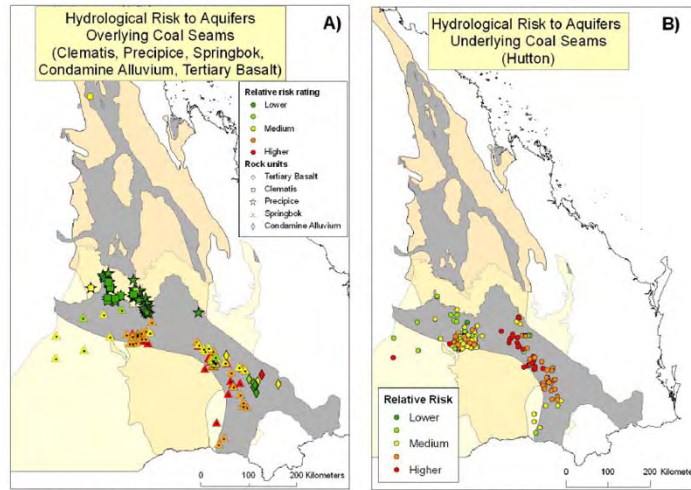 Hydrological Risk to Aquifers
Overlying Coal Seams
(Clematis, Precipice, Springbok,
Condamine Alluvium, Tertiary Basalt)
A)
Relative risk rating
Lower
Medium
Higher
Rock units
Tertiary Basalt
Clematis
Precipice
Springbok
Condamine Alluvium
0 100 200 Kilometers
Hydrological Risk to Aquifers
Underlying Coal Seams
(Hutton)
B)
Relative Risk
Lower
Medium
Higher
0 100 200 Kilometers